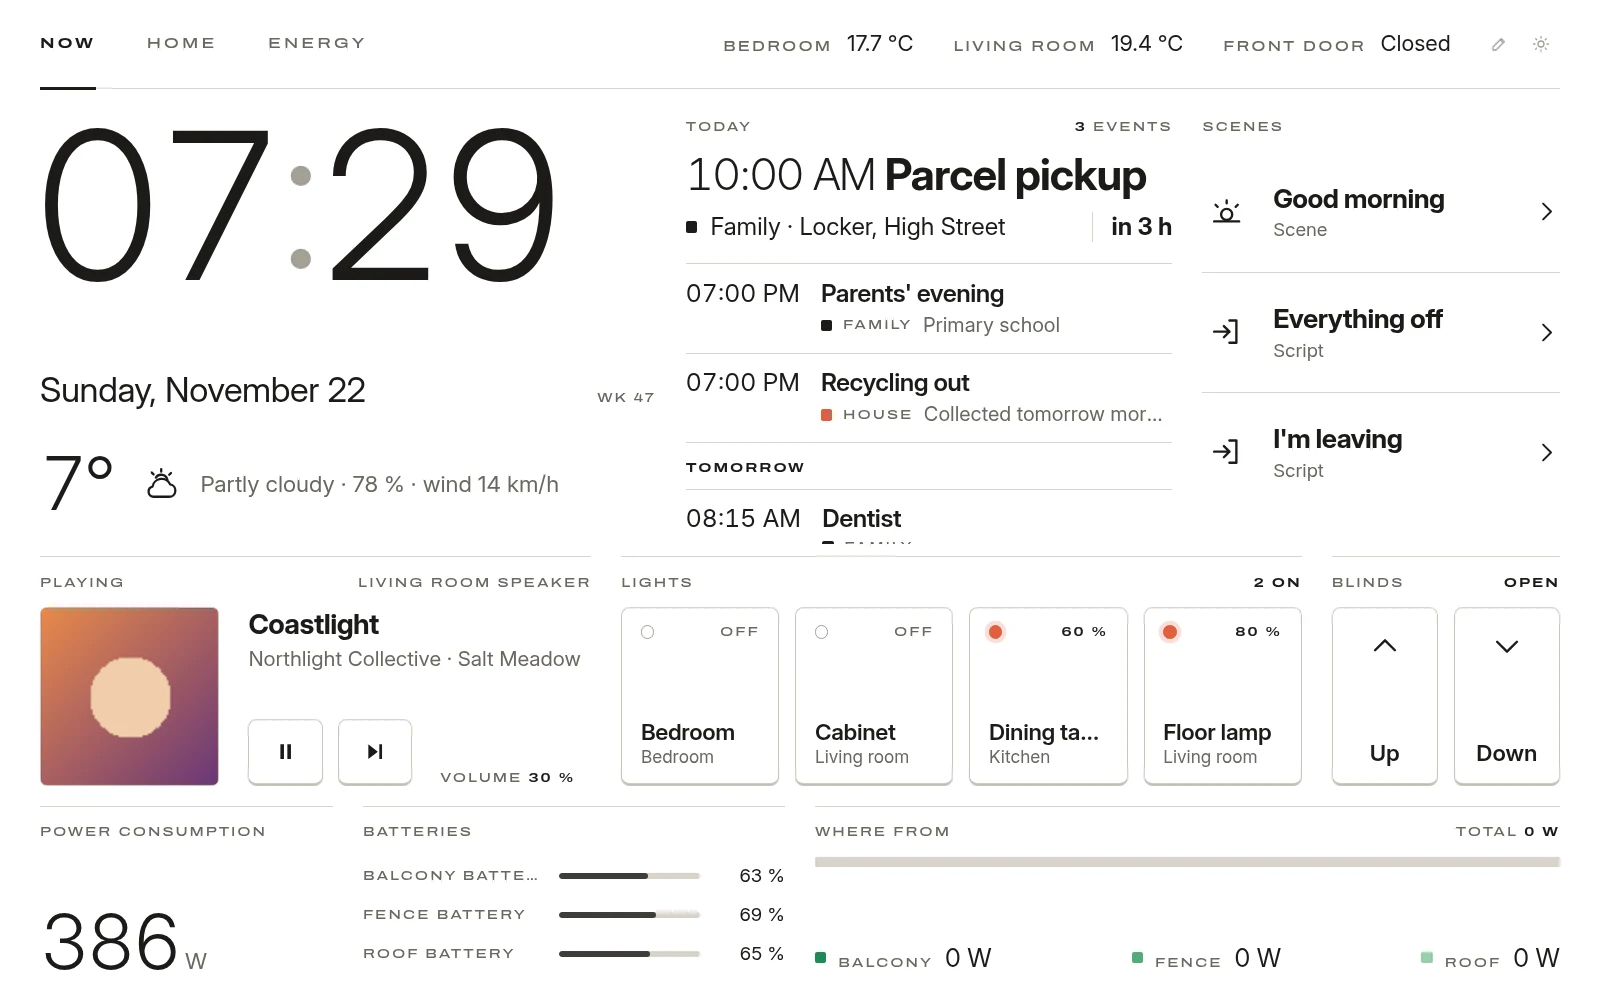 NOW HOME ENERGY BEDROOM 17.7 °C LIVING ROOM 19.4 °C FRONT DOOR Closed
07:29
Sunday, November 22 WK 47
7° Partly cloudy · 78 % · wind 14 km/h
TODAY 3 EVENTS
10:00 AM Parcel pickup
Family · Locker, High Street in 3 h
07:00 PM Parents' evening
FAMILY Primary school
07:00 PM Recycling out
HOUSE Collected tomorrow mor...
TOMORROW
08:15 AM Dentist
SCENES
Good morning
Scene
Everything off
Script
I'm leaving
Script
PLAYING LIVING ROOM SPEAKER
Coastlight
Northlight Collective · Salt Meadow
VOLUME 30 %
LIGHTS 2 ON
OFF
Bedroom
Bedroom
OFF
Cabinet
Living room
60 %
Dining ta...
Kitchen
80 %
Floor lamp
Living room
BLINDS OPEN
Up Down
POWER CONSUMPTION
386 W
BATTERIES
BALCONY BATTE... 63 %
FENCE BATTERY 69 %
ROOF BATTERY 65 %
WHERE FROM TOTAL 0 W
BALCONY 0 W FENCE 0 W ROOF 0 W